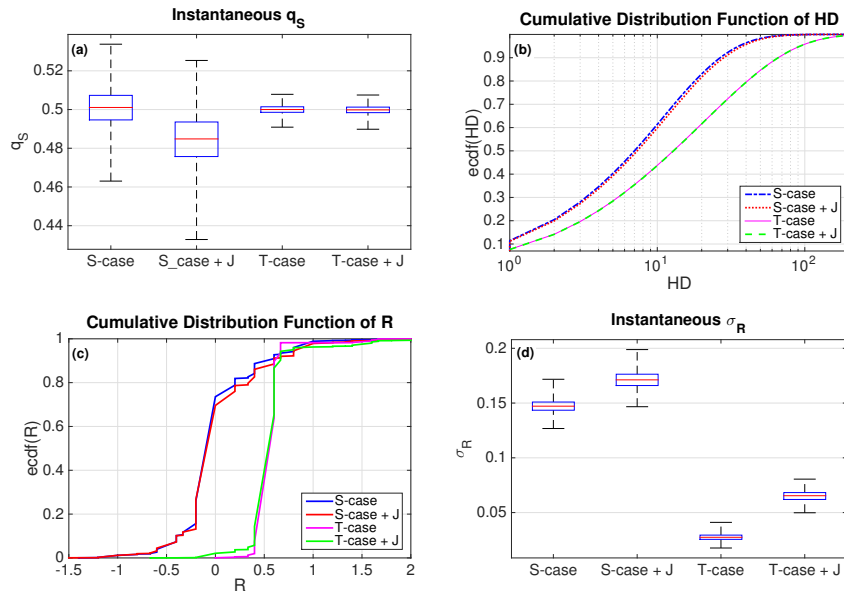 Instantaneous q_S
(a)
0.52
0.5
0.48
0.46
0.44
q_S
S-case
S_case + J
T-case
T-case + J
Cumulative Distribution Function of HD
(b)
0.9
0.8
0.7
0.6
0.5
0.4
0.3
0.2
0.1
ecdf(HD)
S-case
S-case + J
T-case
T-case + J
10^0
10^1
10^2
HD
Cumulative Distribution Function of R
(c)
1
0.8
0.6
0.4
0.2
0
ecdf(R)
S-case
S-case + J
T-case
T-case + J
-1.5
-1
-0.5
0
0.5
1
1.5
2
R
Instantaneous σ_R
(d)
0.2
0.15
0.1
0.05
σ_R
S-case
S-case + J
T-case
T-case + J